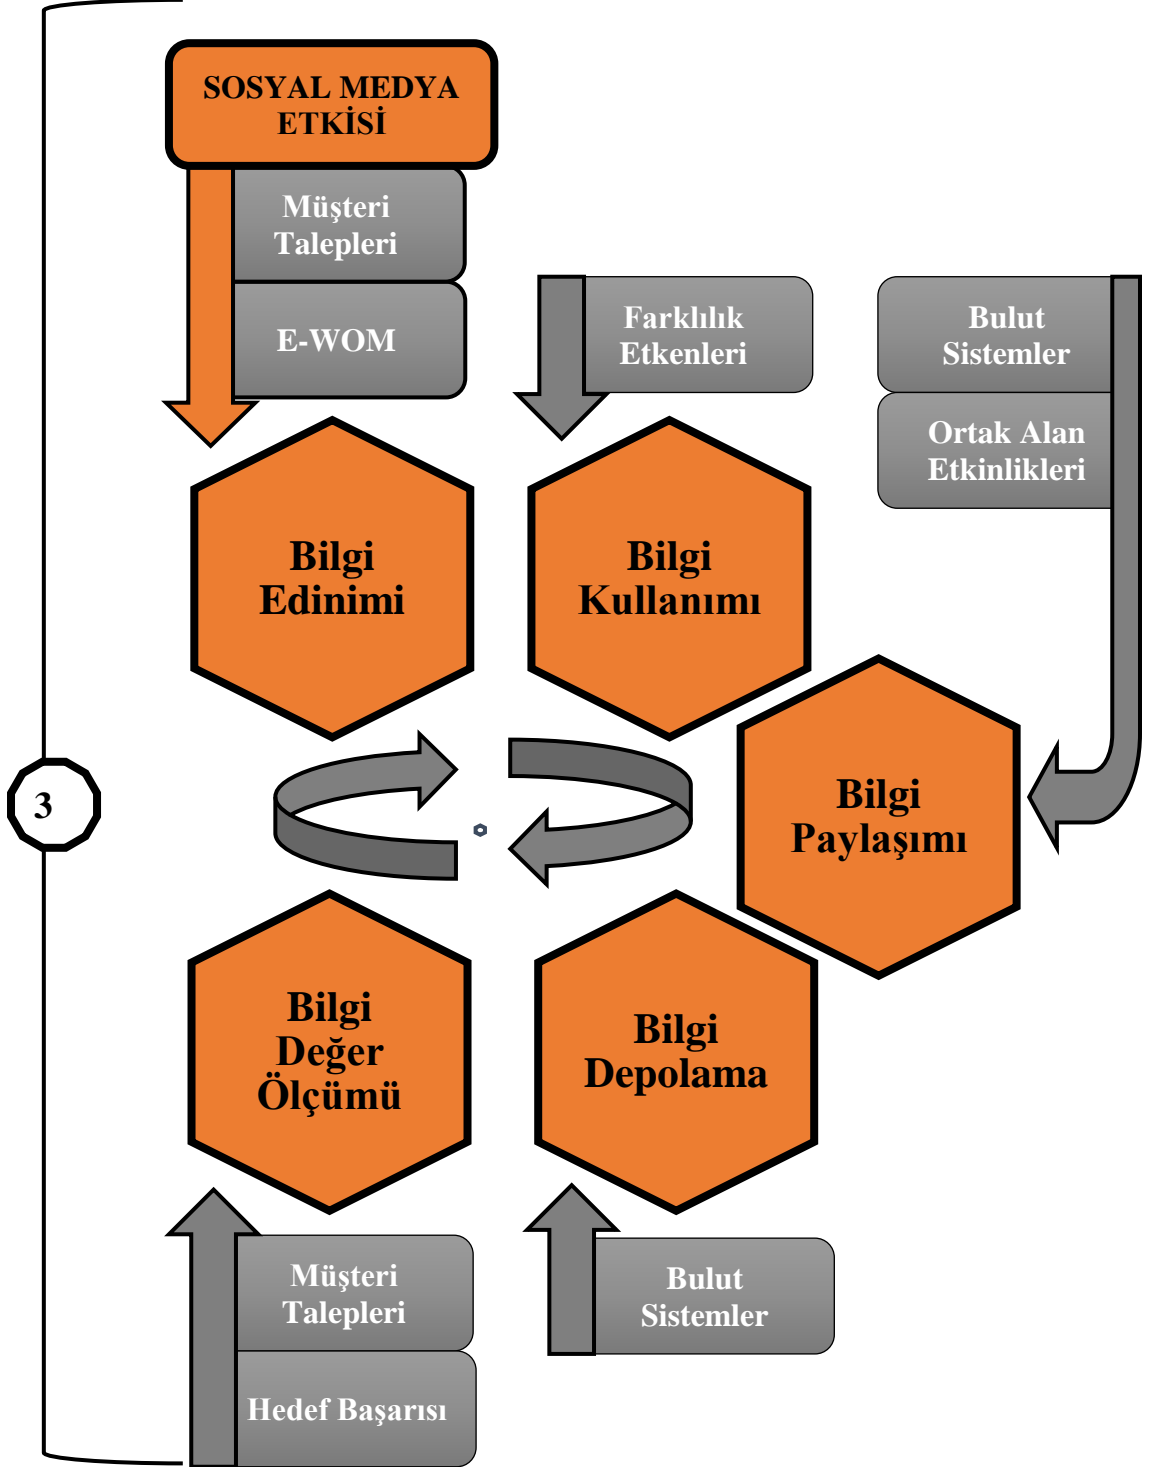 SOSYAL MEDYA
ETKİSİ
Müşteri
Talepleri
E-WOM
Farklılık
Etkenleri
Bulut
Sistemler
Ortak Alan
Etkinlikleri
Bilgi
Edinimi
Bilgi
Kullanımı
Bilgi
Paylaşımı
3
Bilgi
Değer
Ölçümü
Bilgi
Depolama
Müşteri
Talepleri
Hedef Başarısı
Bulut
Sistemler